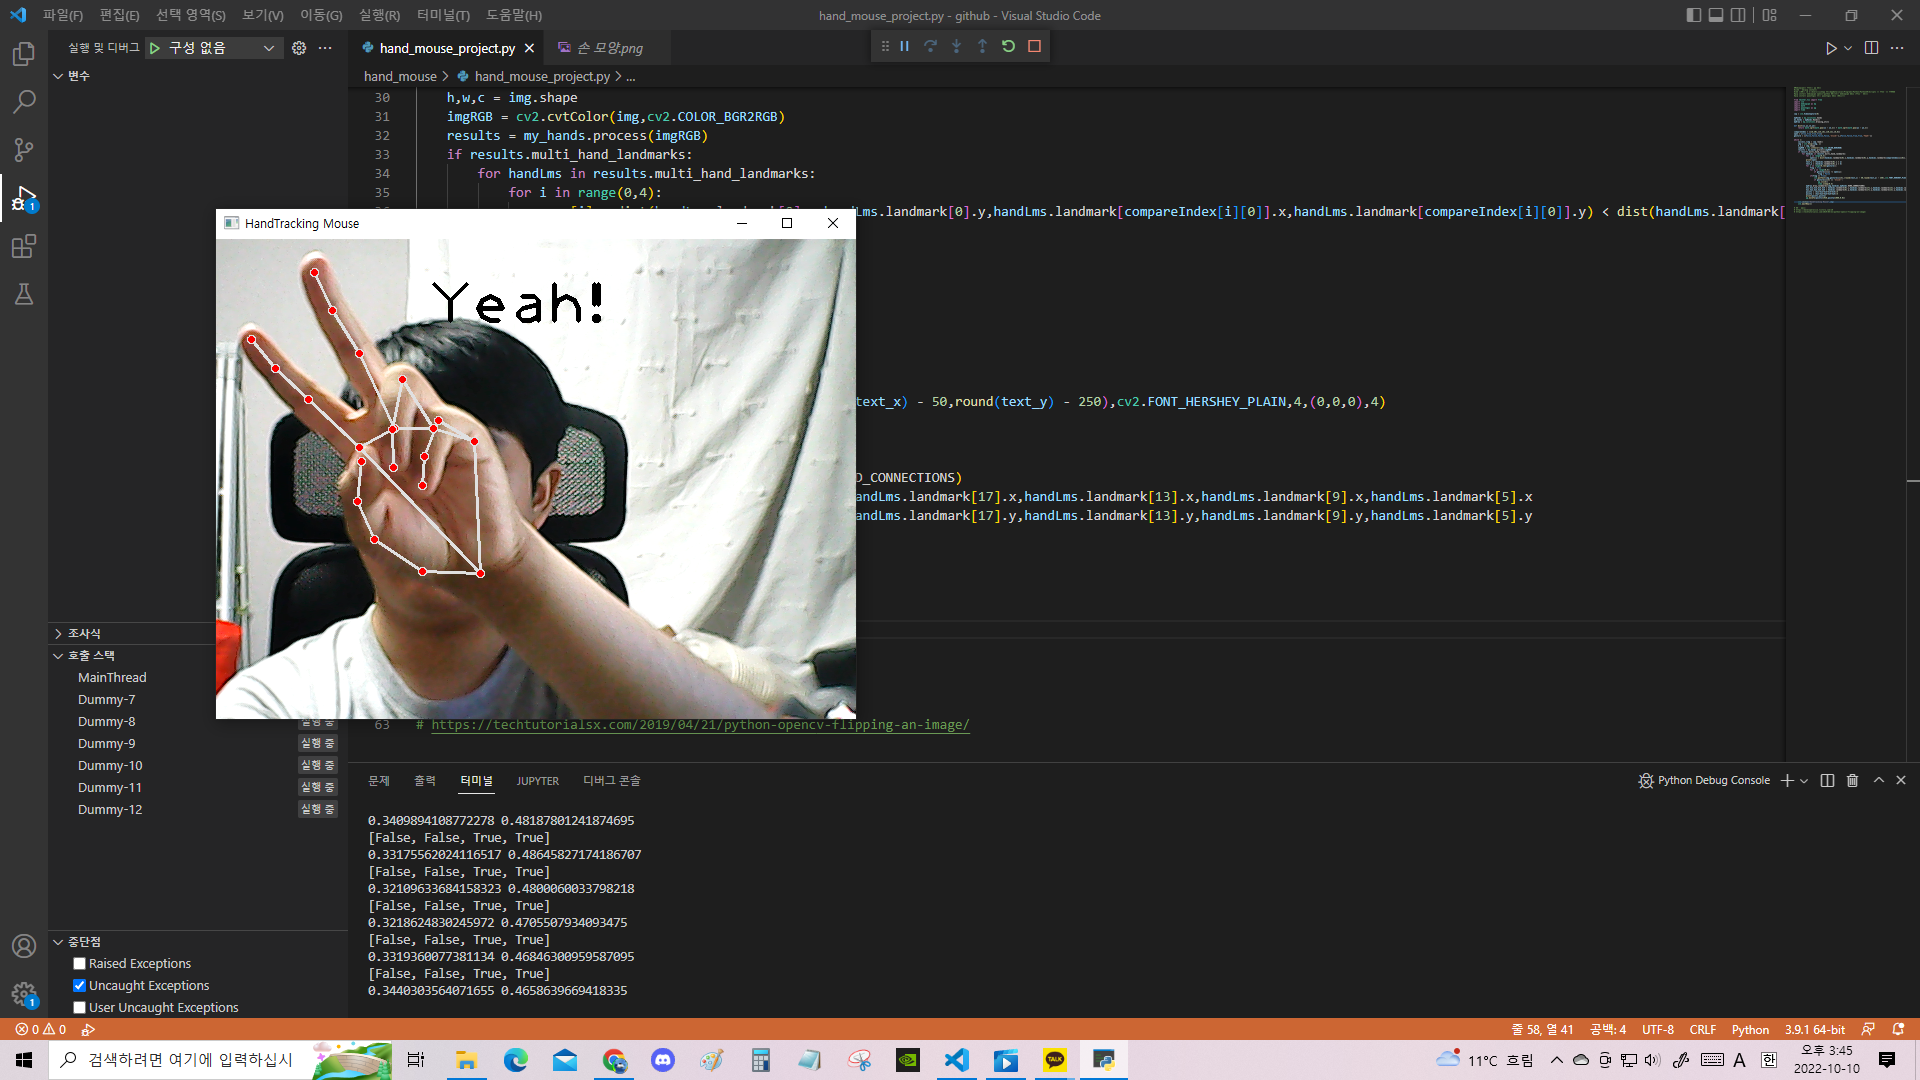 파일(F) 편집(E) 선택 영역(S) 보기(V) 이동(G) 실행(R) 터미널(T) 도움말(H)
hand_mouse_project.py - github - Visual Studio Code
실행 및 디버그 구성 없음
hand_mouse_project.py 손 모양.png
hand_mouse > hand_mouse_project.py > ...
변수
30 h,w,c = img.shape
31 imgRGB = cv2.cvtColor(img,cv2.COLOR_BGR2RGB)
32 results = my_hands.process(imgRGB)
33 if results.multi_hand_landmarks:
34 for handLms in results.multi_hand_landmarks:
35 for i in range(0,4):
Lms.landmark[0].y,handLms.landmark[compareIndex[i][0]].x,handLms.landmark[compareIndex[i][0]].y) < dist(handLms.landmark[
HandTracking Mouse
Yeah!
text_x) - 50,round(text_y) - 250),cv2.FONT_HERSHEY_PLAIN,4,(0,0,0),4)
D_CONNECTIONS)
andLms.landmark[17].x,handLms.landmark[13].x,handLms.landmark[9].x,handLms.landmark[5].x
andLms.landmark[17].y,handLms.landmark[13].y,handLms.landmark[9].y,handLms.landmark[5].y
63 # https://techtutorialsx.com/2019/04/21/python-opencv-flipping-an-image/
조사식
호출 스택
MainThread
Dummy-7
Dummy-8 실행 중
Dummy-9 실행 중
Dummy-10 실행 중
Dummy-11 실행 중
Dummy-12 실행 중
중단점
Raised Exceptions
Uncaught Exceptions
User Uncaught Exceptions
문제 출력 터미널 JUPYTER 디버그 콘솔
Python Debug Console
0.3409894108772278 0.48187801241874695
[False, False, True, True]
0.33175562024116517 0.48645827174186707
[False, False, True, True]
0.32109633684158323 0.4800060033798218
[False, False, True, True]
0.3218624830245972 0.4705507934093475
[False, False, True, True]
0.3319360077381134 0.46846300959587095
[False, False, True, True]
0.3440303564071655 0.4658639669418335
0 0
줄 58, 열 41 공백: 4 UTF-8 CRLF Python 3.9.1 64-bit
검색하려면 여기에 입력하십시
11°C 흐림
A
오후 3:45
2022-10-10